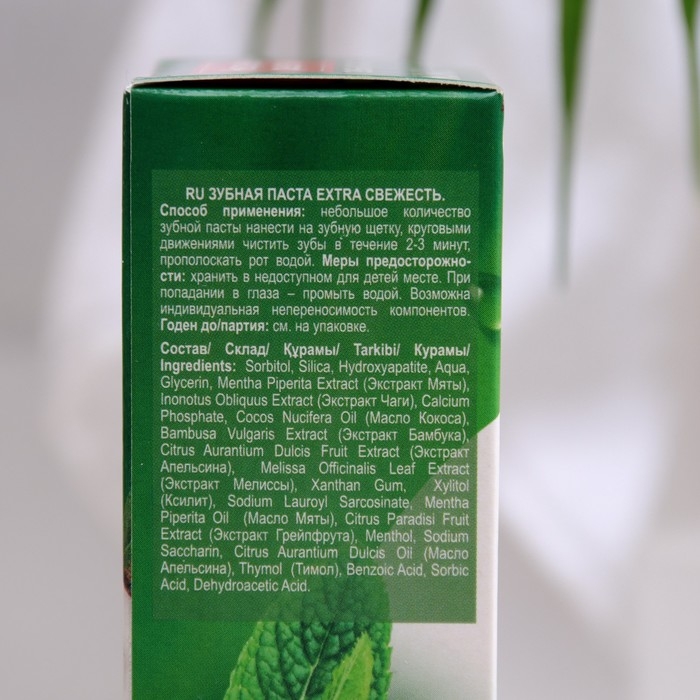 RU ЗУБНАЯ ПАСТА EXTRA СВЕЖЕСТЬ.
Способ применения: небольшое количество
зубной пасты нанести на зубную щетку, круговыми
движениями чистить зубы в течение 2-3 минут,
прополоскать рот водой. Меры предосторожно-
сти: хранить в недоступном для детей месте. При
попадании в глаза – промыть водой. Возможна
индивидуальная непереносимость компонентов.
Годен до/партия: см. на упаковке.
Состав/ Склад/ Құрамы/ Tarkibi/ Курамы/
Ingredients: Sorbitol, Silica, Hydroxyapatite, Aqua,
Glycerin, Mentha Piperita Extract (Экстракт Мяты),
Inonotus Obliquus Extract (Экстракт Чаги), Calcium
Phosphate, Cocos Nucifera Oil (Масло Кокоса),
Bambusa Vulgaris Extract (Экстракт Бамбука),
Citrus Aurantium Dulcis Fruit Extract (Экстракт
Апельсина), Melissa Officinalis Leaf Extract
(Экстракт Мелиссы), Xanthan Gum, Xylitol
(Ксилит), Sodium Lauroyl Sarcosinate, Mentha
Piperita Oil (Масло Мяты), Citrus Paradisi Fruit
Extract (Экстракт Грейпфрута), Menthol, Sodium
Saccharin, Citrus Aurantium Dulcis Oil (Масло
Апельсина), Thymol (Тимол), Benzoic Acid, Sorbic
Acid, Dehydroacetic Acid.